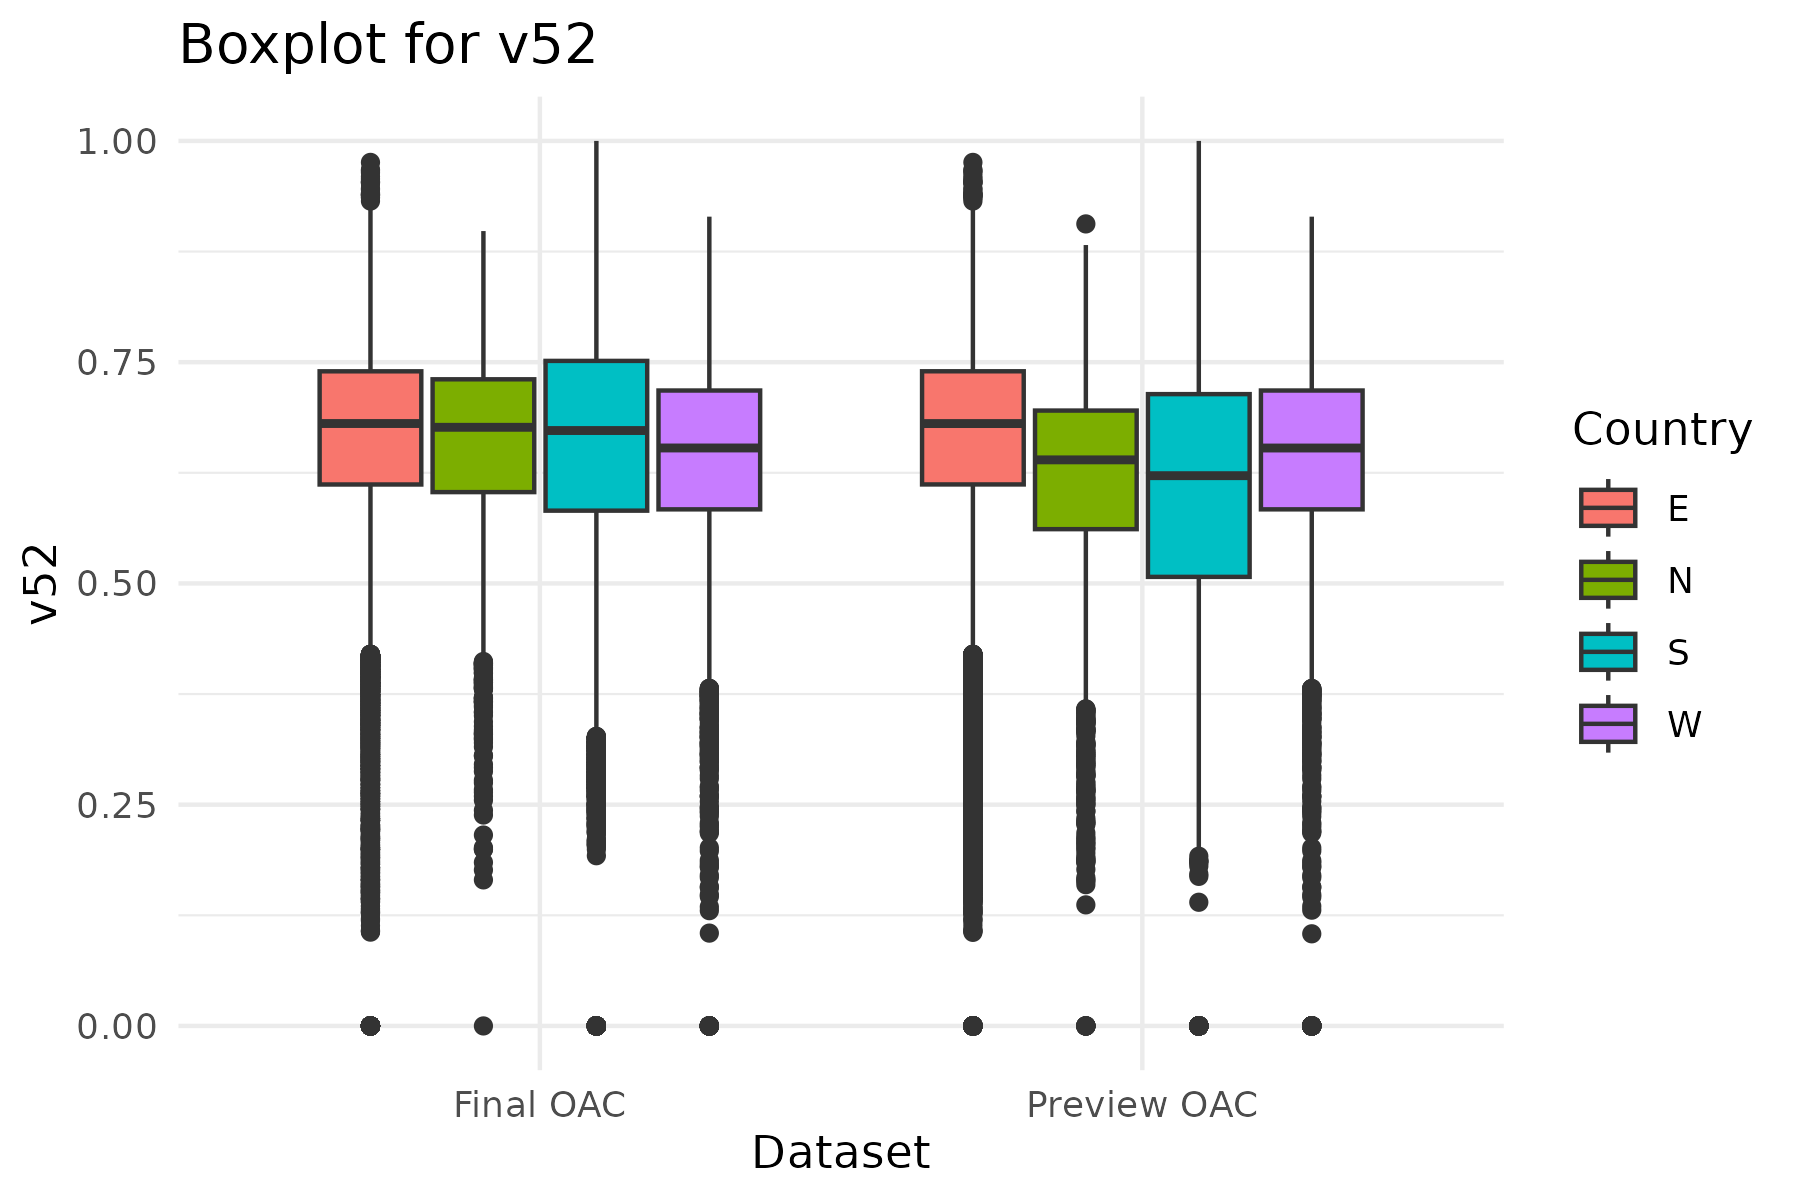 Boxplot for v52
1.00
0.75
0.50
0.25
0.00
v52
Final OAC
Preview OAC
Dataset
Country
E
N
S
W